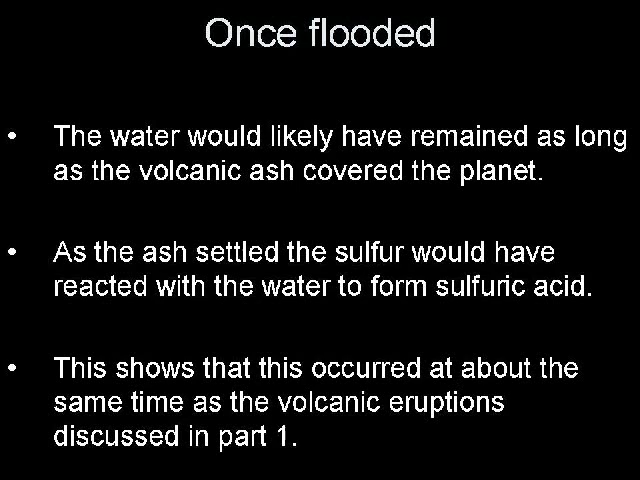 Once flooded
• The water would likely have remained as long
as the volcanic ash covered the planet.
• As the ash settled the sulfur would have
reacted with the water to form sulfuric acid.
• This shows that this occurred at about the
same time as the volcanic eruptions
discussed in part 1.